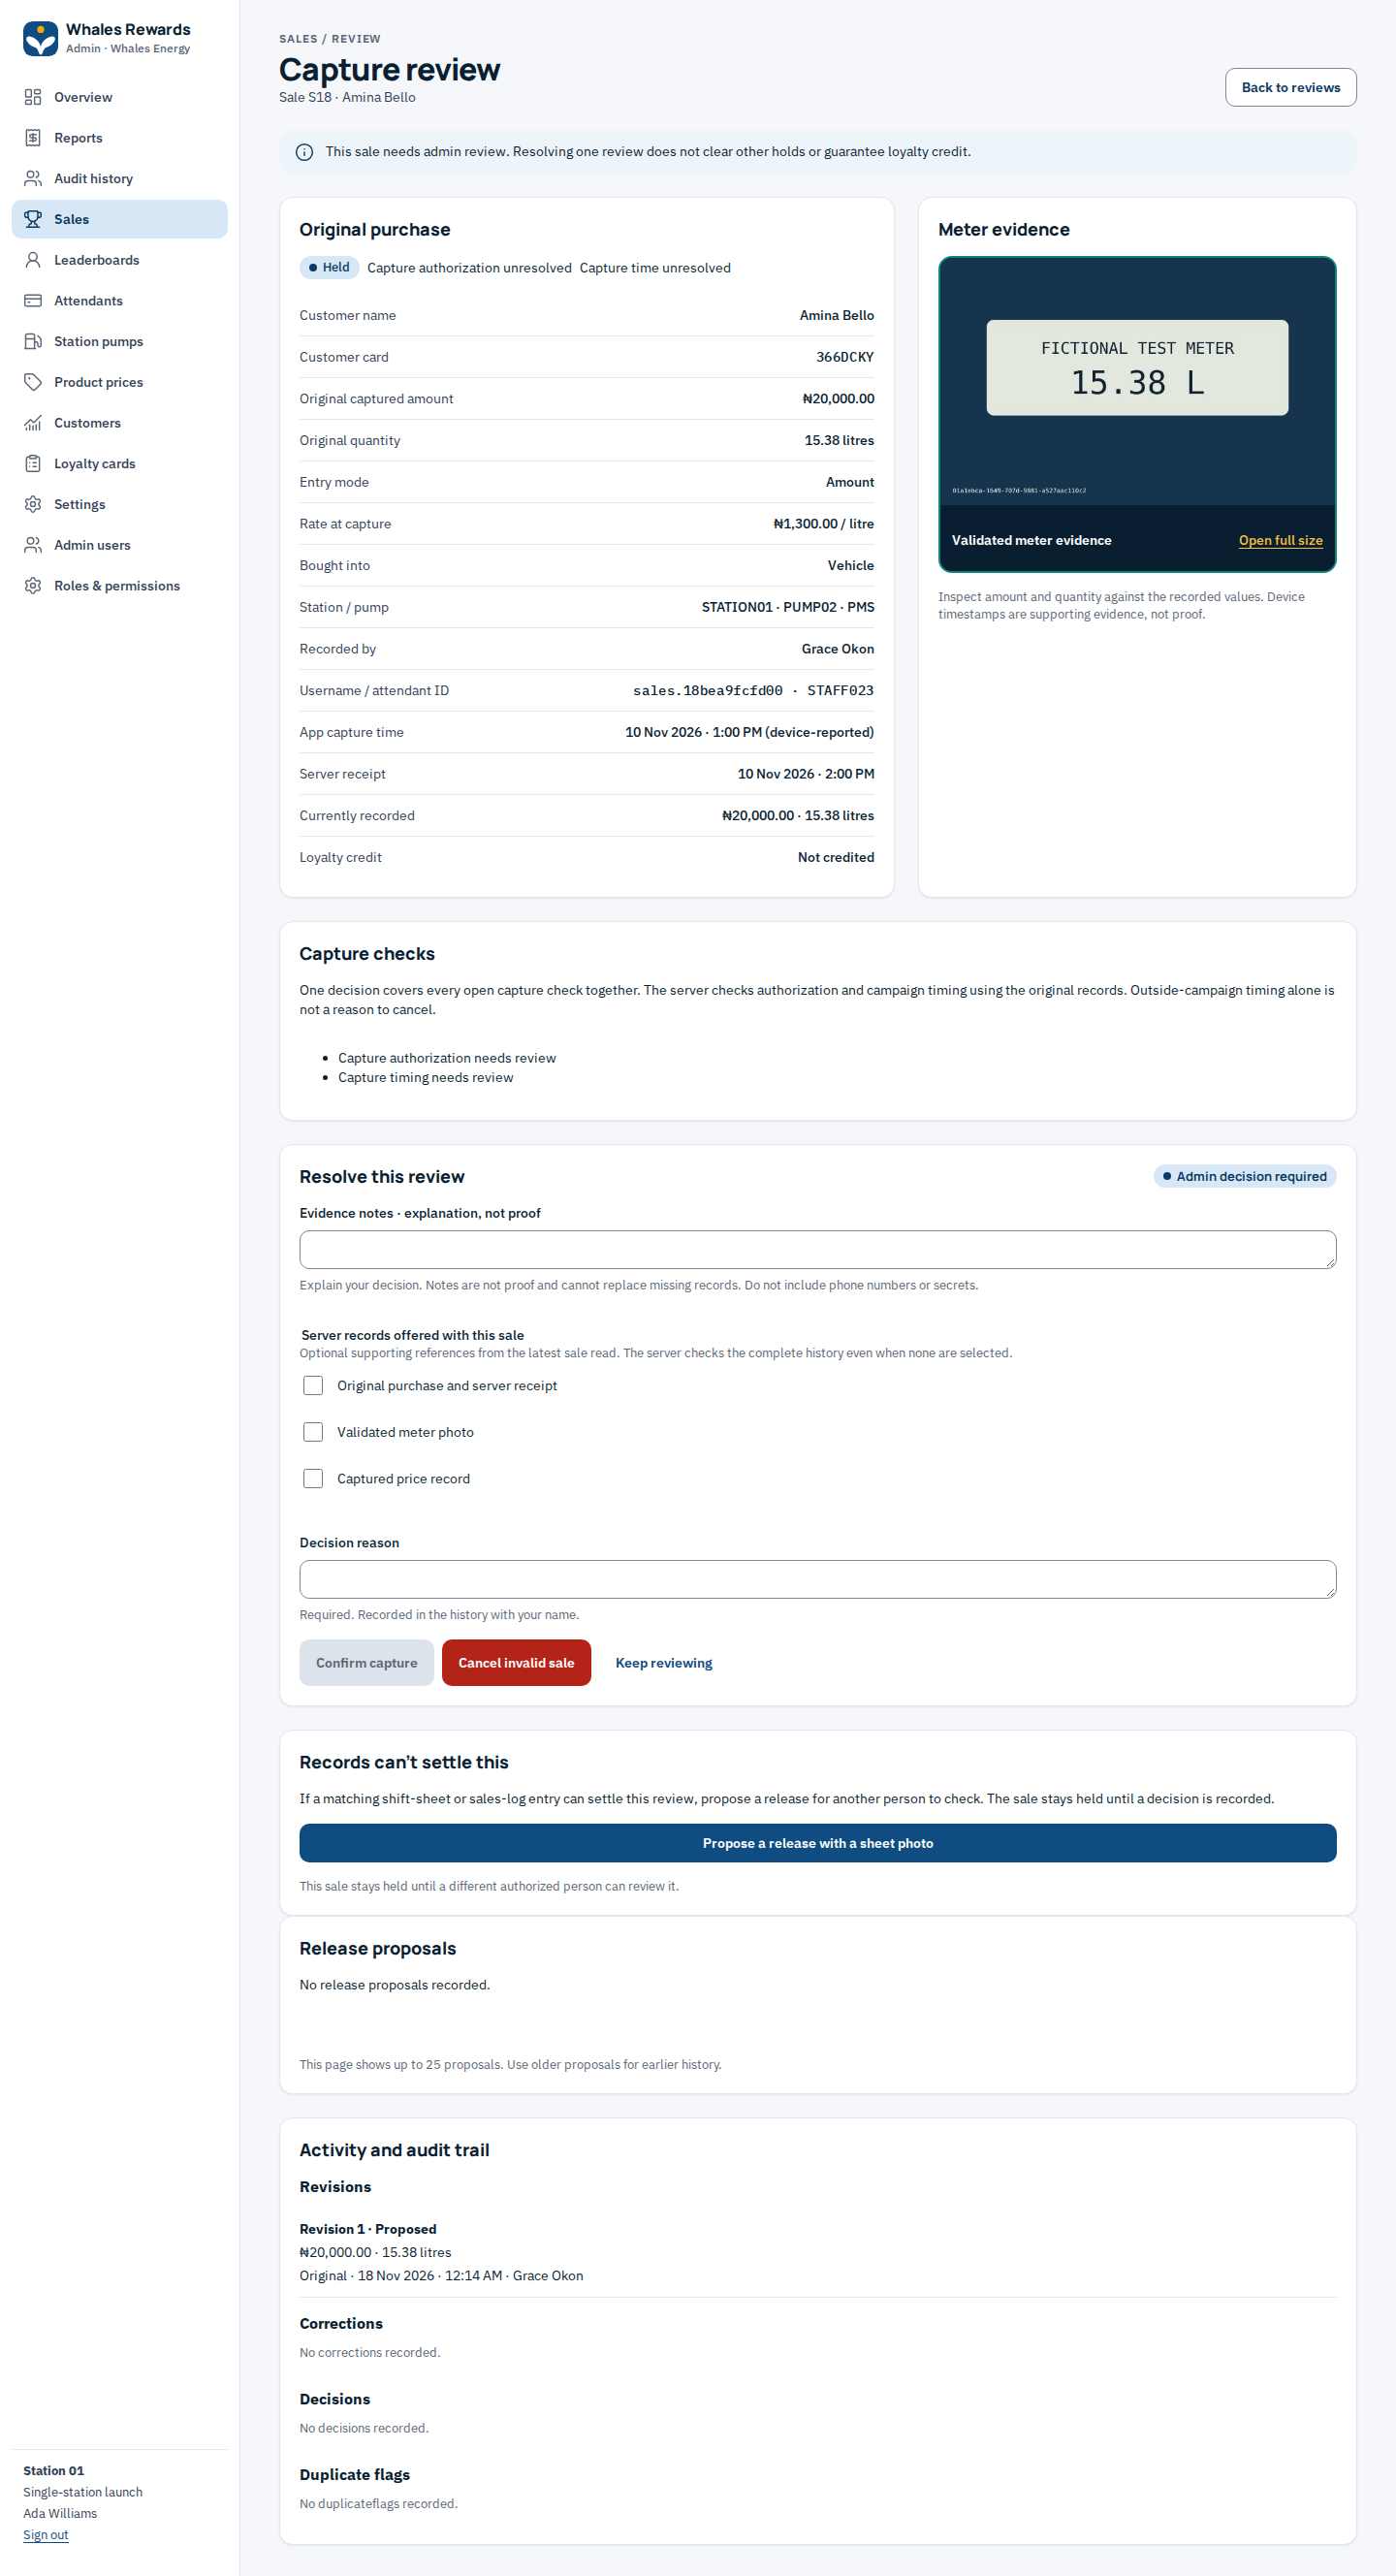 Whales Rewards
Admin · Whales Energy
Overview
Reports
Audit history
Sales
Leaderboards
Attendants
Station pumps
Product prices
Customers
Loyalty cards
Settings
Admin users
Roles & permissions
Station 01
Single-station launch
Ada Williams
Sign out
SALES / REVIEW
Capture review
Sale S18 · Amina Bello
Back to reviews
This sale needs admin review. Resolving one review does not clear other holds or guarantee loyalty credit.
Original purchase
Held Capture authorization unresolved Capture time unresolved
Customer name Amina Bello
Customer card 366DCKY
Original captured amount ₦20,000.00
Original quantity 15.38 litres
Entry mode Amount
Rate at capture ₦1,300.00 / litre
Bought into Vehicle
Station / pump STATION01 · PUMP02 · PMS
Recorded by Grace Okon
Username / attendant ID sales.18bea9fcfd00 · STAFF023
App capture time 10 Nov 2026 · 1:00 PM (device-reported)
Server receipt 10 Nov 2026 · 2:00 PM
Currently recorded ₦20,000.00 · 15.38 litres
Loyalty credit Not credited
Meter evidence
FICTIONAL TEST METER
15.38 L
Validated meter evidence Open full size
Inspect amount and quantity against the recorded values. Device
timestamps are supporting evidence, not proof.
Capture checks
One decision covers every open capture check together. The server checks authorization and campaign timing using the original records. Outside-campaign timing alone is
not a reason to cancel.
• Capture authorization needs review
• Capture timing needs review
Resolve this review
Admin decision required
Evidence notes · explanation, not proof
Explain your decision. Notes are not proof and cannot replace missing records. Do not include phone numbers or secrets.
Server records offered with this sale
Optional supporting references from the latest sale read. The server checks the complete history even when none are selected.
Original purchase and server receipt
Validated meter photo
Captured price record
Decision reason
Required. Recorded in the history with your name.
Confirm capture Cancel invalid sale Keep reviewing
Records can’t settle this
If a matching shift-sheet or sales-log entry can settle this review, propose a release for another person to check. The sale stays held until a decision is recorded.
Propose a release with a sheet photo
This sale stays held until a different authorized person can review it.
Release proposals
No release proposals recorded.
This page shows up to 25 proposals. Use older proposals for earlier history.
Activity and audit trail
Revisions
Revision 1 · Proposed
₦20,000.00 · 15.38 litres
Original · 18 Nov 2026 · 12:14 AM · Grace Okon
Corrections
No corrections recorded.
Decisions
No decisions recorded.
Duplicate flags
No duplicateflags recorded.